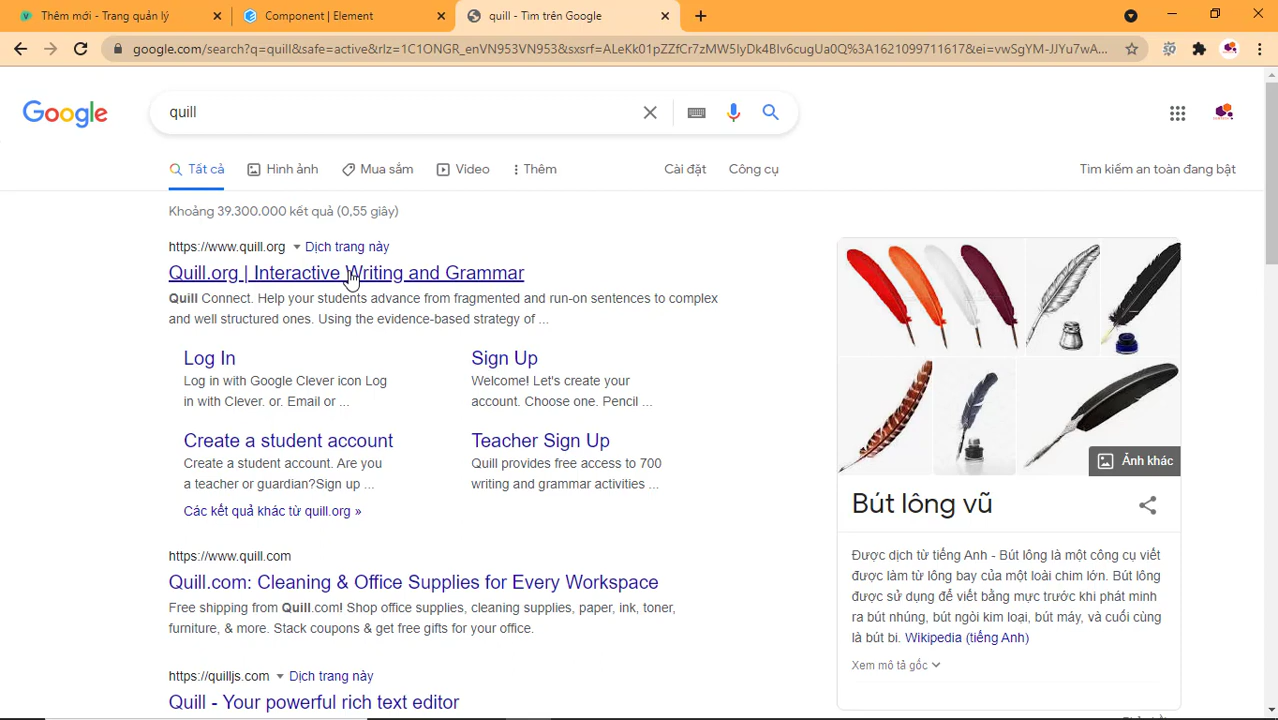 Thêm mới - Trang quản lý
Component | Element
quill - Tìm trên Google
google.com/search?q=quill&safe=active&rlz=1C1ONGR_enVN953VN953&sxsrf=ALeKk01pZZfCr7zMW5IyDk4BIv6cugUa0Q%3A1621099711617&ei=vwSgYM-JJYu7wA...
Google
quill
Tất cả
Hình ảnh
Mua sắm
Video
Thêm
Cài đặt
Công cụ
Tìm kiếm an toàn đang bật
Khoảng 39.300.000 kết quả (0,55 giây)
https://www.quill.org Dịch trang này
Quill.org | Interactive Writing and Grammar
Quill Connect. Help your students advance from fragmented and run-on sentences to complex
and well structured ones. Using the evidence-based strategy of ...
Log In
Log in with Google Clever icon Log
in with Clever. or. Email or ...
Sign Up
Welcome! Let's create your
account. Choose one. Pencil ...
Create a student account
Create a student account. Are you
a teacher or guardian?Sign up ...
Teacher Sign Up
Quill provides free access to 700
writing and grammar activities ...
Các kết quả khác từ quill.org »
https://www.quill.com
Quill.com: Cleaning & Office Supplies for Every Workspace
Free shipping from Quill.com! Shop office supplies, cleaning supplies, paper, ink, toner,
furniture, & more. Stack coupons & get free gifts for your office.
https://quilljs.com Dịch trang này
Quill - Your powerful rich text editor
Ảnh khác
Bút lông vũ
Được dịch từ tiếng Anh - Bút lông là một công cụ viết
được làm từ lông bay của một loài chim lớn. Bút lông
được sử dụng để viết bằng mực trước khi phát minh
ra bút nhúng, bút ngòi kim loại, bút máy, và cuối cùng
là bút bi. Wikipedia (tiếng Anh)
Xem mô tả gốc